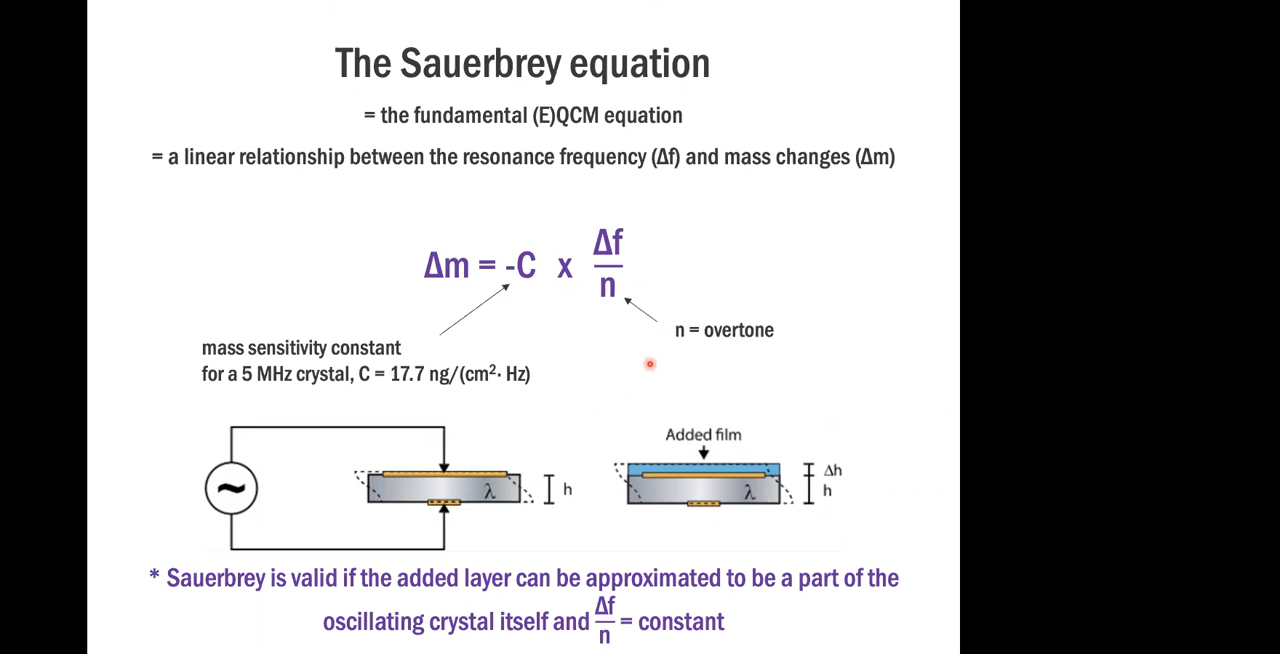 The Sauerbrey equation
= the fundamental (E)QCM equation
= a linear relationship between the resonance frequency (Δf) and mass changes (Δm)
Δm = -C x Δf/n
n = overtone
mass sensitivity constant
for a 5 MHz crystal, C = 17.7 ng/(cm²· Hz)
Added film
λ
h
λ
Δh
h
~
* Sauerbrey is valid if the added layer can be approximated to be a part of the
oscillating crystal itself and Δf/n = constant